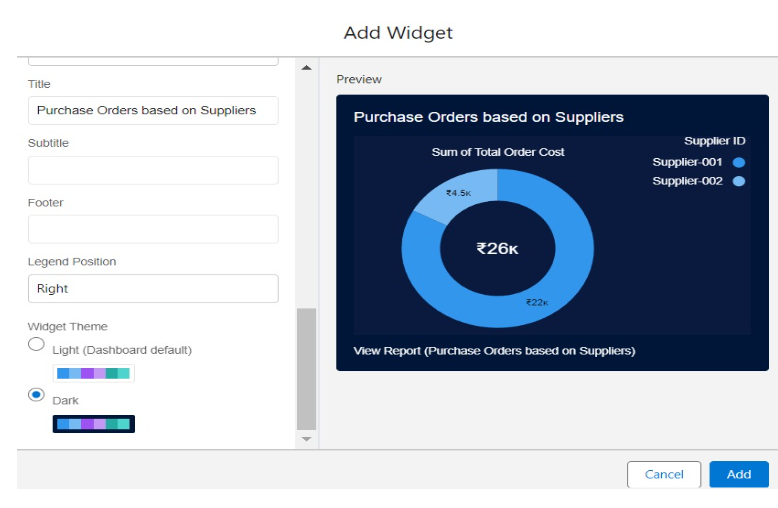 Add Widget
Title
Purchase Orders based on Suppliers
Subtitle
Footer
Legend Position
Right
Widget Theme
Light (Dashboard default)
Dark
Preview
Purchase Orders based on Suppliers
Sum of Total Order Cost
Supplier ID
Supplier-001
Supplier-002
₹4.5K
₹26K
₹22K
View Report (Purchase Orders based on Suppliers)
Cancel
Add